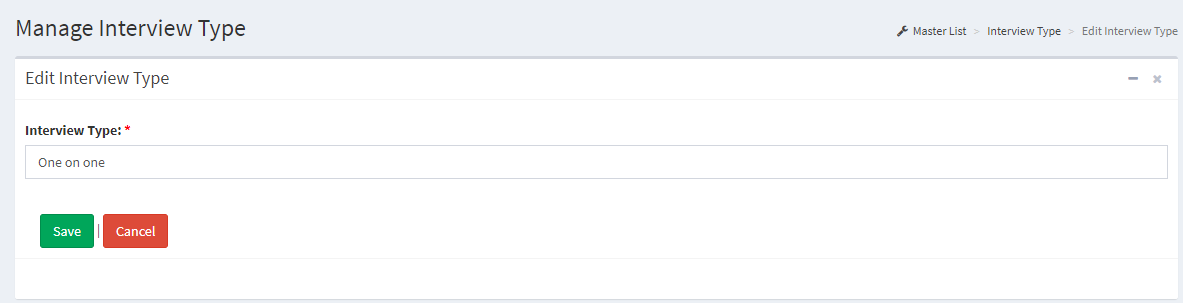 Manage Interview Type
Master List > Interview Type > Edit Interview Type
Edit Interview Type
Interview Type: *
One on one
Save | Cancel